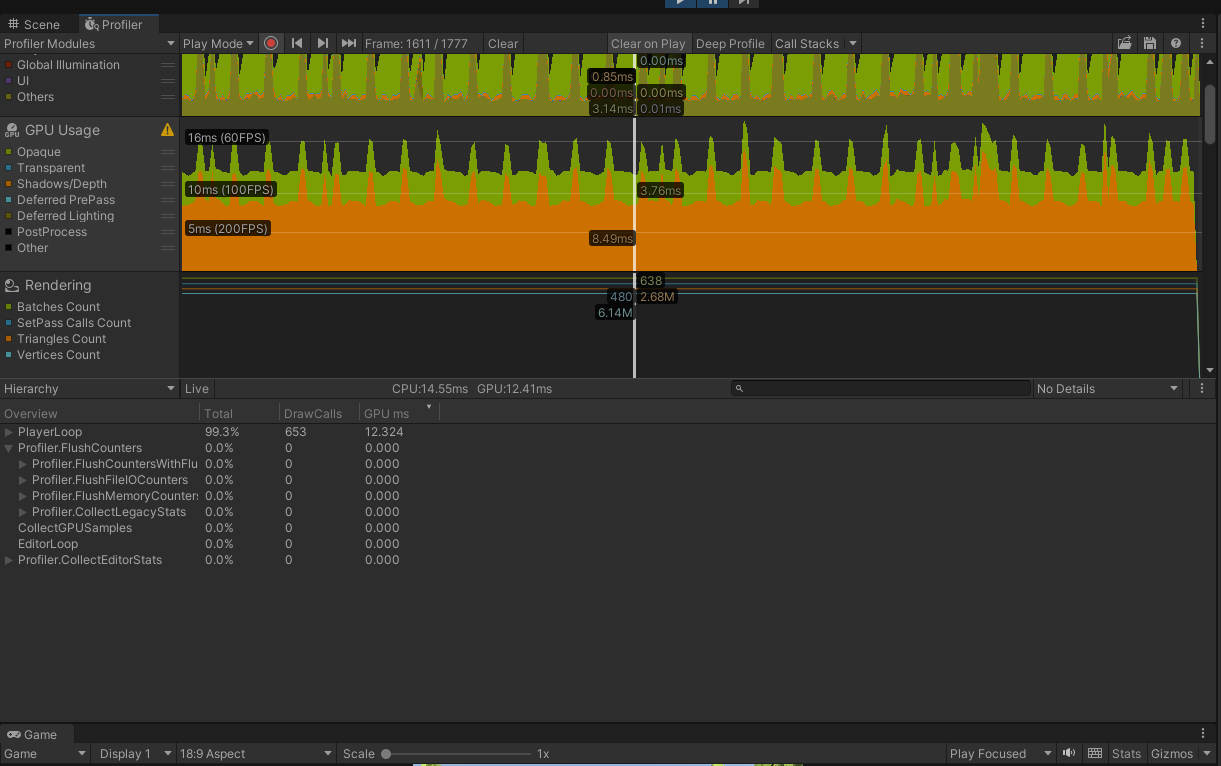 Scene Profiler
Profiler Modules Play Mode Frame: 1611 / 1777 Clear Clear on Play Deep Profile Call Stacks
Global Illumination
UI
Others
0.00ms
0.85ms
0.00ms 0.00ms
3.14ms 0.01ms
GPU Usage
Opaque
Transparent
Shadows/Depth
Deferred PrePass
Deferred Lighting
PostProcess
Other
16ms (60FPS)
10ms (100FPS)
3.76ms
5ms (200FPS)
8.49ms
Rendering
Batches Count
SetPass Calls Count
Triangles Count
Vertices Count
638
480 2.68M
6.14M
Hierarchy Live CPU:14.55ms GPU:12.41ms No Details
Overview Total DrawCalls GPU ms
PlayerLoop 99.3% 653 12.324
Profiler.FlushCounters 0.0% 0 0.000
Profiler.FlushCountersWithFlu 0.0% 0 0.000
Profiler.FlushFileIOCounters 0.0% 0 0.000
Profiler.FlushMemoryCounters 0.0% 0 0.000
Profiler.CollectLegacyStats 0.0% 0 0.000
CollectGPUSamples 0.0% 0 0.000
EditorLoop 0.0% 0 0.000
Profiler.CollectEditorStats 0.0% 0 0.000
Game
Game Display 1 18:9 Aspect Scale 1x Play Focused Stats Gizmos